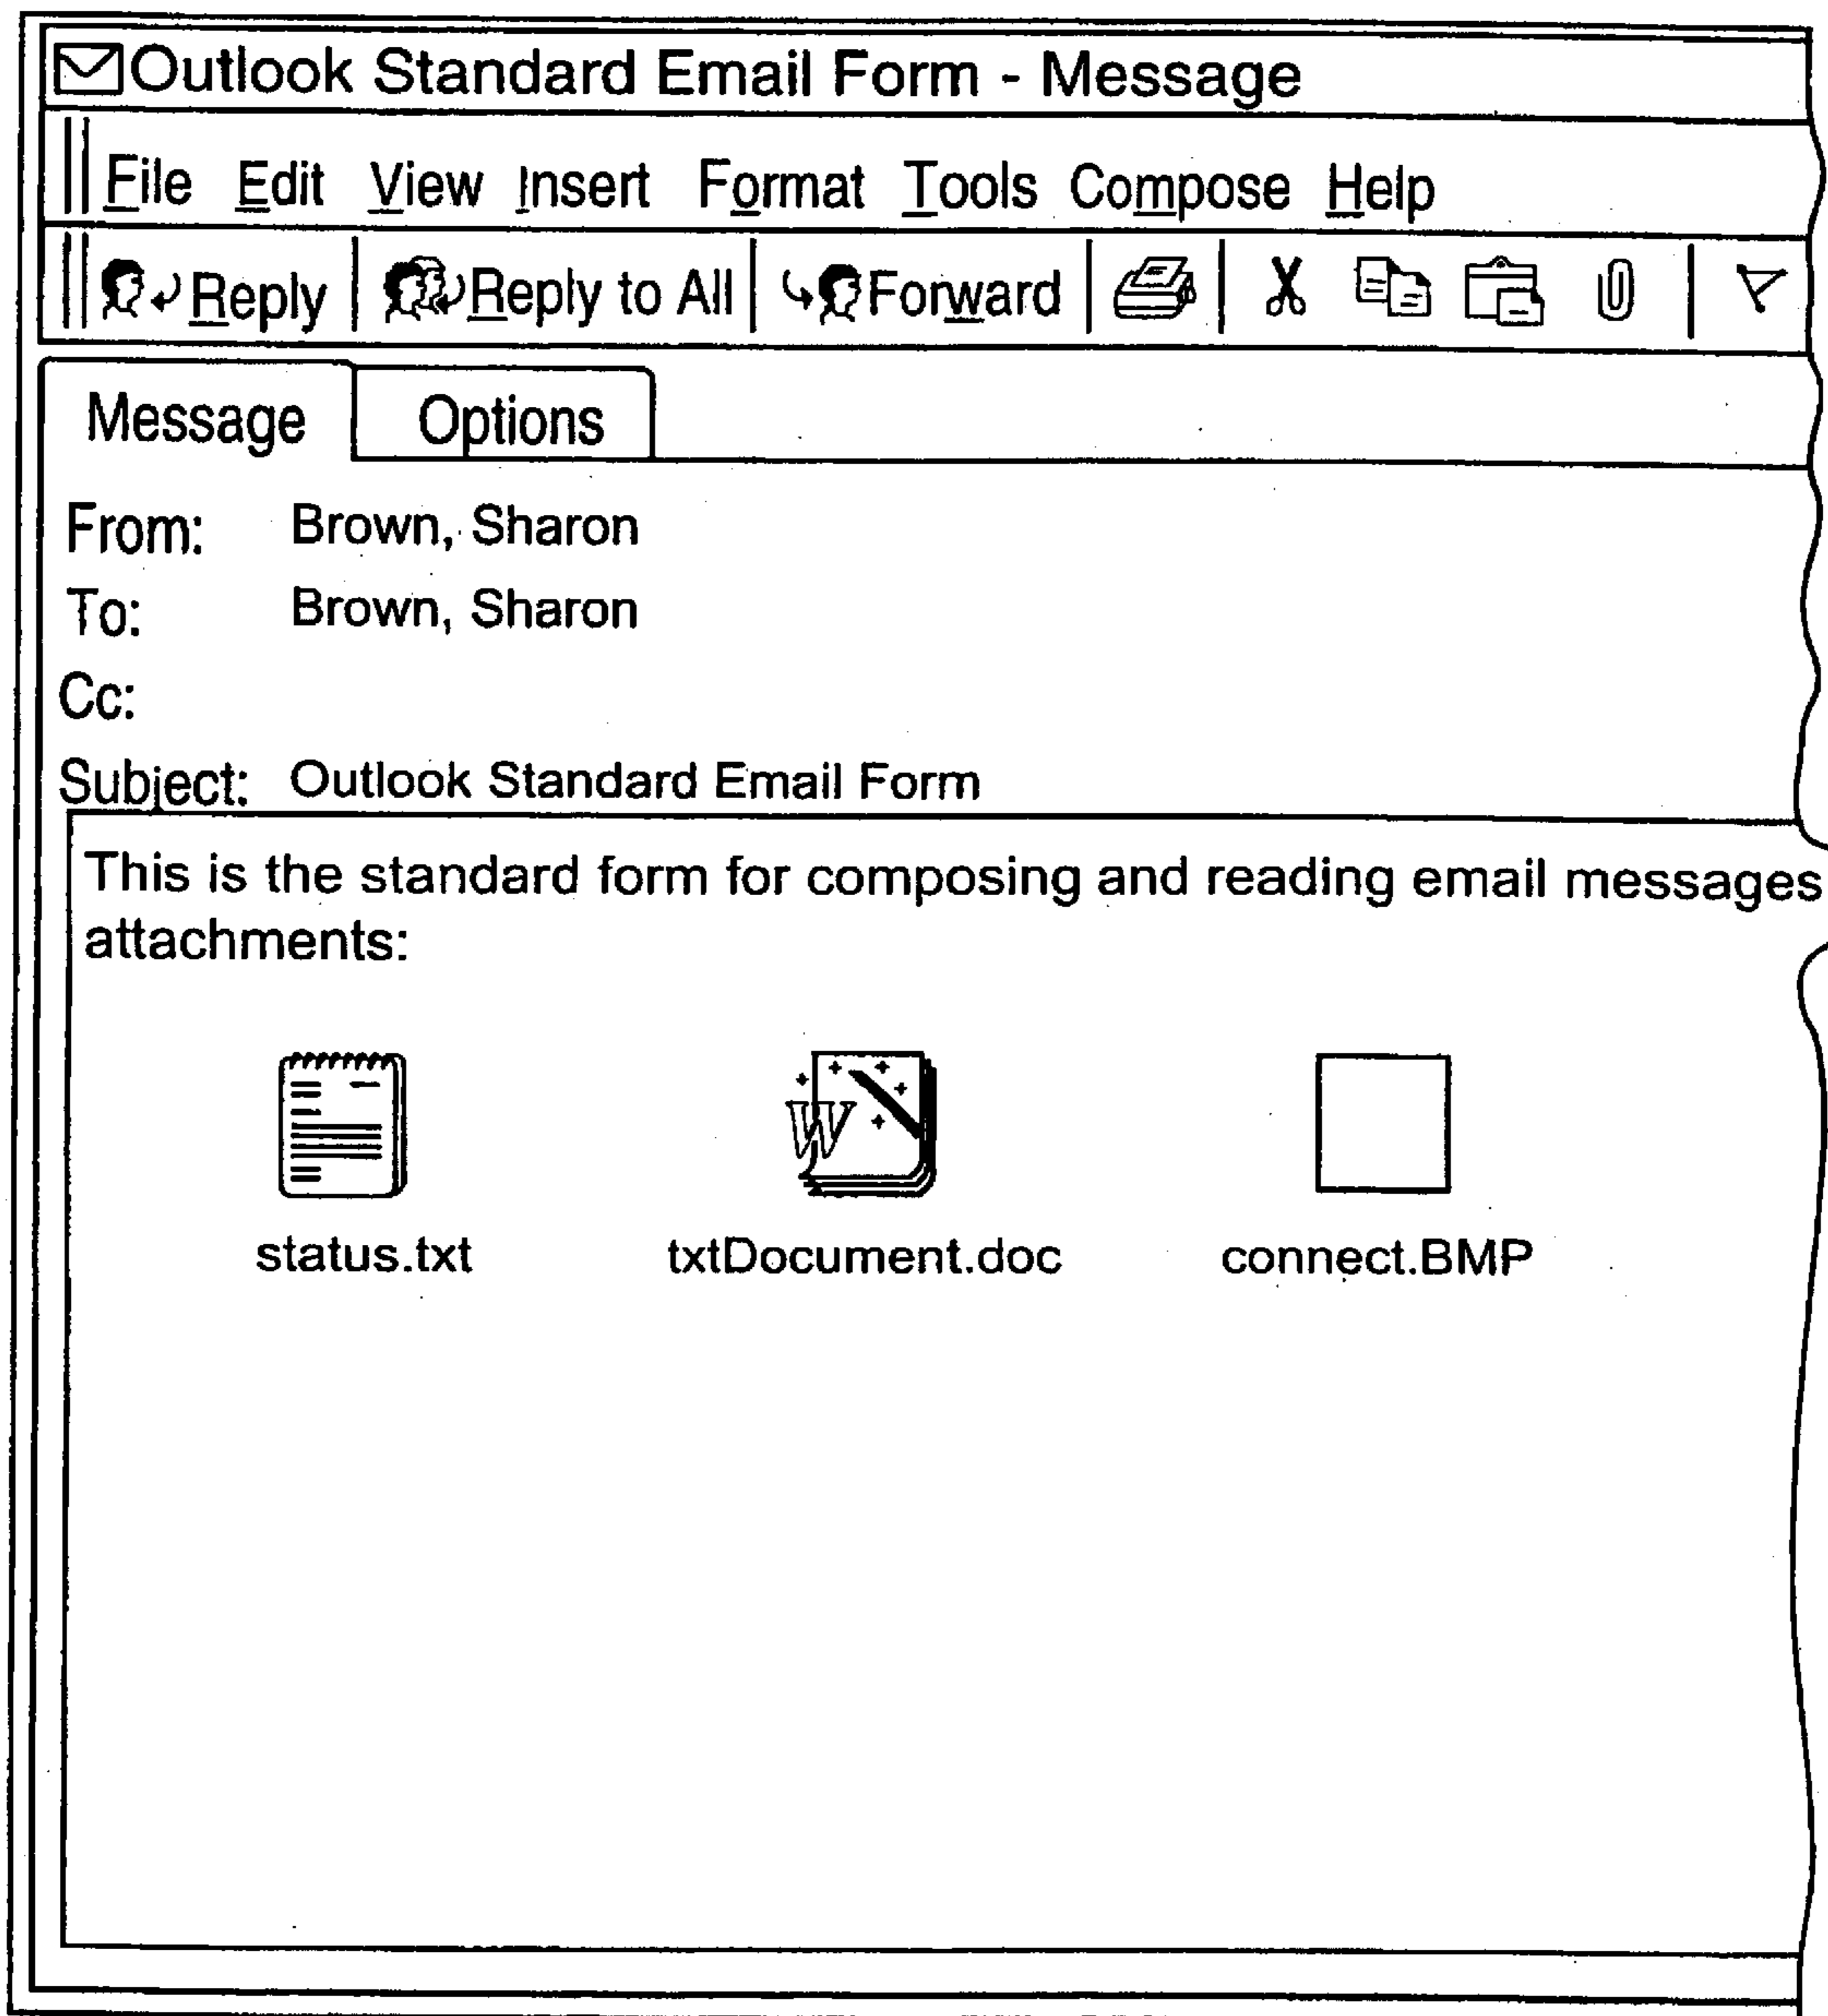 Outlook Standard Email Form - Message
File Edit View Insert Format Tools Compose Help
Reply Reply to All Forward
Message Options
From: Brown, Sharon
To: Brown, Sharon
Cc:
Subject: Outlook Standard Email Form
This is the standard form for composing and reading email messages
attachments:
W
status.txt txtDocument.doc connect.BMP